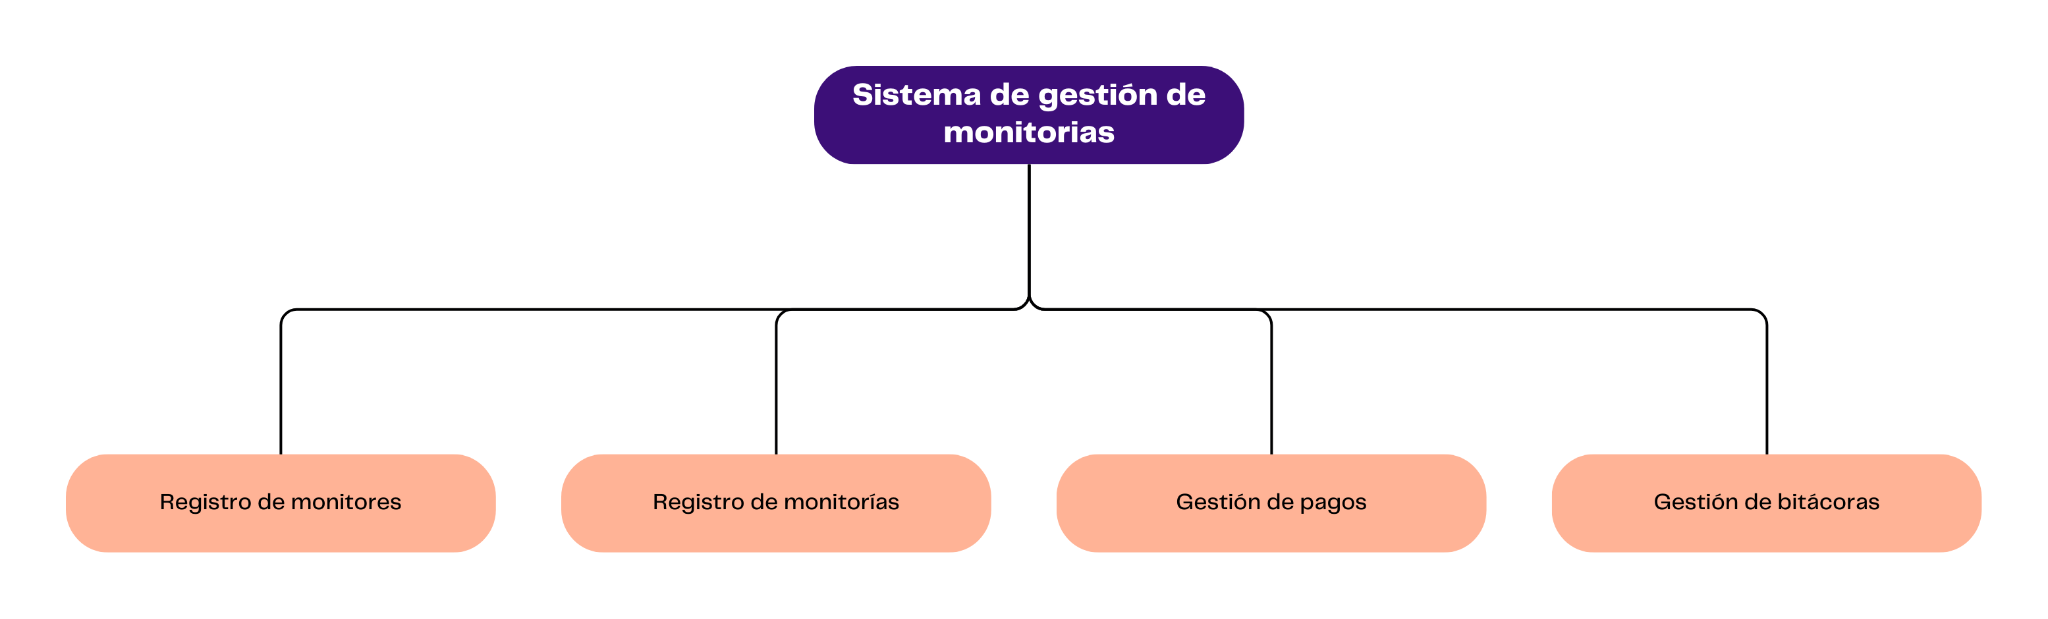 Sistema de gestión de
monitorias
Registro de monitores
Registro de monitorías
Gestión de pagos
Gestión de bitácoras